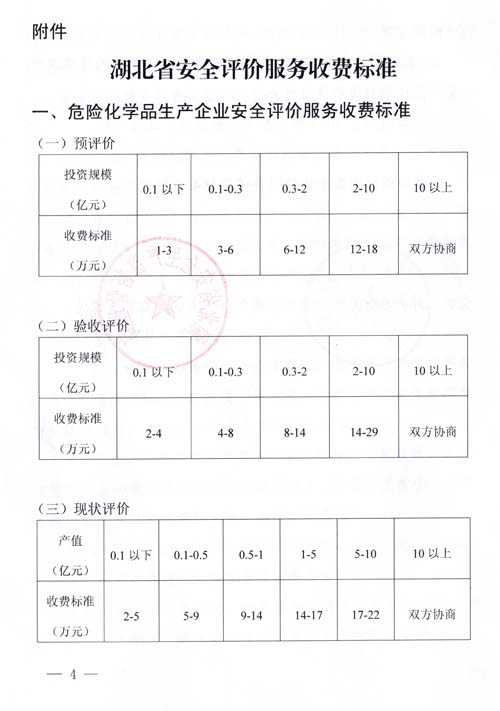 附件
湖北省安全评价服务收费标准
一、危险化学品生产企业安全评价服务收费标准
（一）预评价
投资规模（亿元） 0.1 以下 0.1-0.3 0.3-2 2-10 10 以上
收费标准（万元） 1-3 3-6 6-12 12-18 双方协商
（二）验收评价
投资规模（亿元） 0.1 以下 0.1-0.3 0.3-2 2-10 10 以上
收费标准（万元） 2-4 4-8 8-14 14-29 双方协商
（三）现状评价
产值（亿元） 0.1 以下 0.1-0.5 0.5-1 1-5 5-10 10 以上
收费标准（万元） 2-5 5-9 9-14 14-17 17-22 双方协商
— 4 —